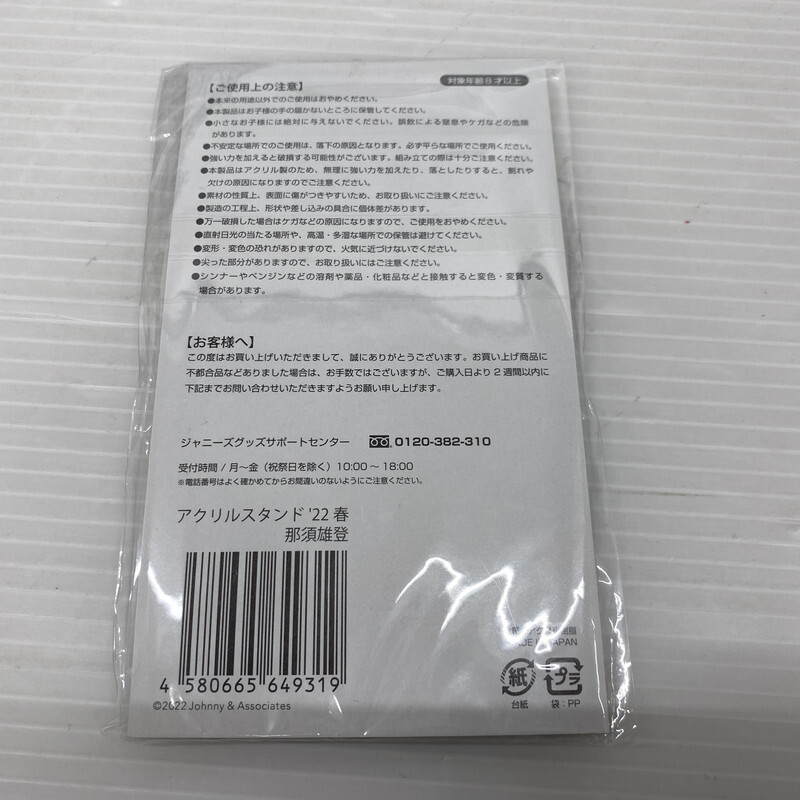 【ご使用上の注意】
対象年齢8才以上
●本来の用途以外でのご使用はおやめください。
●本製品はお子様の手の届かないところに保管してください。
●小さなお子様には絶対に与えないでください。誤飲による窒息やケガなどの危険
があります。
●不安定な場所でのご使用は、落下の原因となります。必ず平らな場所でご使用ください。
●強い力を加えると破損する可能性がございます。組み立ての際は十分ご注意ください。
●本製品はアクリル製のため、無理に強い力を加えたり、落としたりすると、割れや
欠けの原因になりますのでご注意ください。
●素材の性質上、表面に傷がつきやすいため、お取り扱いにご注意ください。
●製造の工程上、形状や差し込みの具合に個体差があります。
●万一破損した場合はケガなどの原因になりますので、ご使用をおやめください。
●直射日光の当たる場所や、高温・多湿な場所での保管は避けてください。
●変形・変色の恐れがありますので、火気に近づけないでください。
●尖った部分がありますので、お取り扱いにはご注意ください。
●シンナーやベンジンなどの溶剤や薬品・化粧品などと接触すると変色・変質する
場合があります。
【お客様へ】
この度はお買い上げいただきまして、誠にありがとうございます。お買い上げ商品に
不都合品などありました場合は、お手数ではございますが、ご購入日より2週間以内に
下記までお問い合わせいただきますようお願い申し上げます。
ジャニーズグッズサポートセンター 0120-382-310
受付時間 / 月～金（祝祭日を除く）10:00～18:00
※電話番号はよく確かめてからお間違いのないようにご注意ください。
アクリルスタンド '22 春
那須雄登
4 580665 649319
©2022 Johnny & Associates
樹脂
JAPAN
紙 プラ
台紙 袋：PP